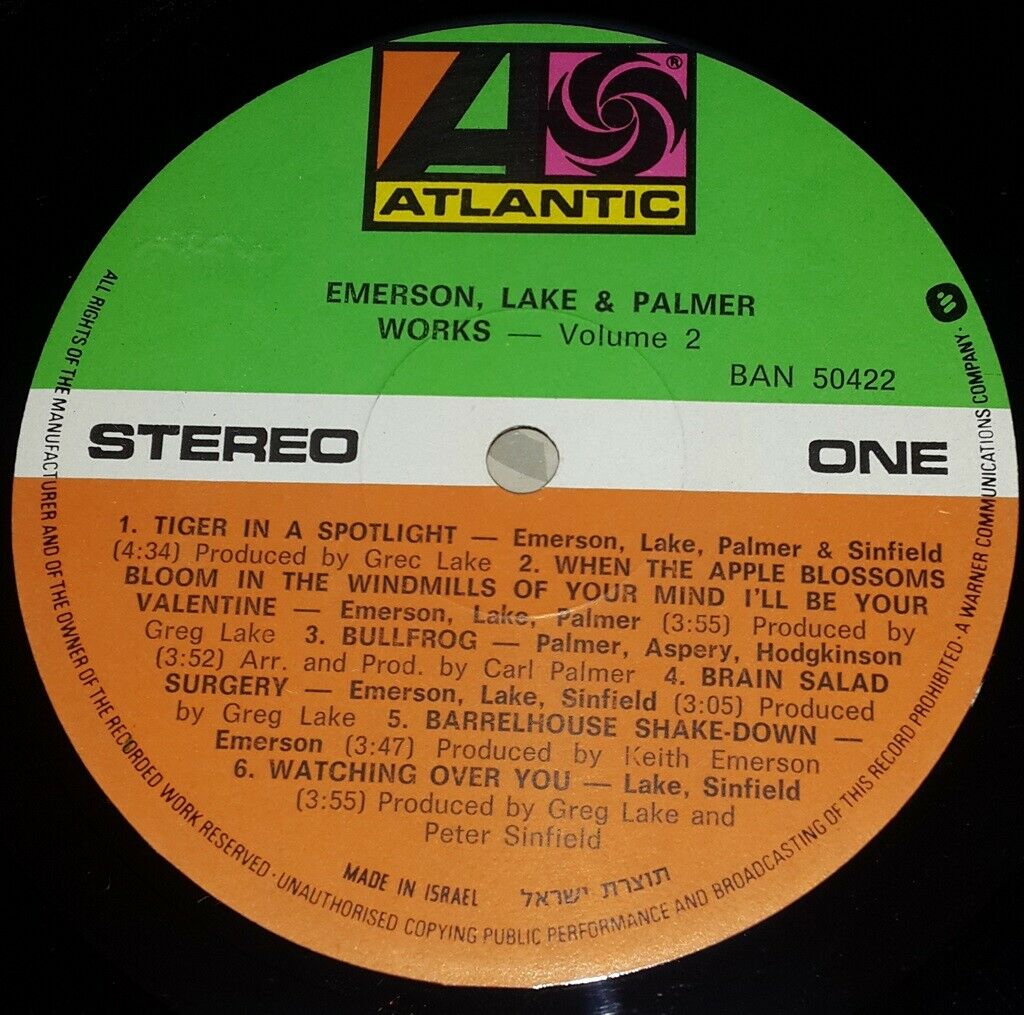 ATLANTIC
®
EMERSON, LAKE & PALMER
WORKS — Volume 2
BAN 50422
STEREO
ONE
1. TIGER IN A SPOTLIGHT — Emerson, Lake, Palmer & Sinfield
(4:34) Produced by Grec Lake 2. WHEN THE APPLE BLOSSOMS
BLOOM IN THE WINDMILLS OF YOUR MIND I'LL BE YOUR
VALENTINE — Emerson, Lake, Palmer (3:55) Produced by
Greg Lake 3. BULLFROG — Palmer, Aspery, Hodgkinson
(3:52) Arr. and Prod. by Carl Palmer 4. BRAIN SALAD
SURGERY — Emerson, Lake, Sinfield (3:05) Produced
by Greg Lake 5. BARRELHOUSE SHAKE-DOWN —
Emerson (3:47) Produced by Keith Emerson
6. WATCHING OVER YOU — Lake, Sinfield
(3:55) Produced by Greg Lake and
Peter Sinfield
MADE IN ISRAEL תוצרת ישראל
ALL RIGHTS OF THE MANUFACTURER AND OF THE OWNER OF THE RECORDED WORK RESERVED · UNAUTHORISED COPYING PUBLIC PERFORMANCE AND BROADCASTING OF THIS RECORD PROHIBITED · A WARNER COMMUNICATIONS COMPANY ·